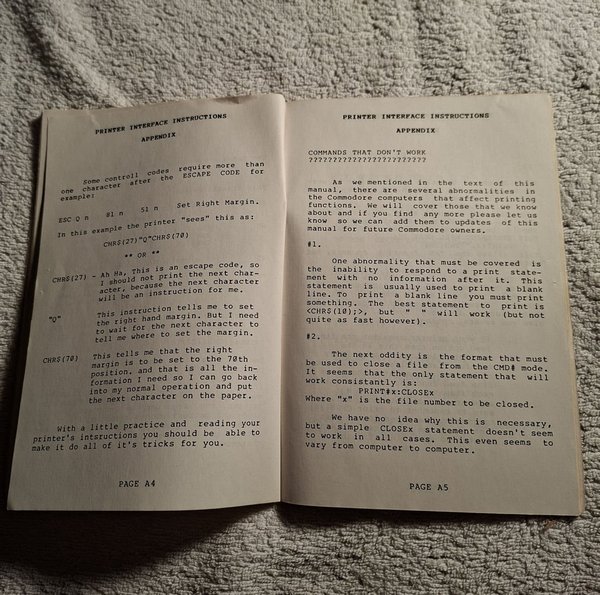 PRINTER INTERFACE INSTRUCTIONS
APPENDIX
Some controll codes require more than
one character after the ESCAPE CODE for
example:
ESC Q n 81 n 51 n Set Right Margin.
In this example the printer "sees" this as:
CHR$(27)"Q"CHR$(70)
** OR **
CHR$(27) - Ah Ha, This is an escape code, so
I should not print the next char-
acter, because the next character
will be an instruction for me.
"Q" This instruction tells me to set
the right hand margin. But I need
to wait for the next character to
tell me where to set the margin.
CHR$(70) This tells me that the right
margin is to be set to the 70th
position. and that is all the in-
formation I need so I can go back
into my normal operation and put
the next character on the paper.
With a little practice and reading your
printer's intsructions you should be able to
make it do all of it's tricks for you.
PAGE A4
PRINTER INTERFACE INSTRUCTIONS
APPENDIX
COMMANDS THAT DON'T WORK
????????????????????????
As we mentioned in the text of this
manual, there are several abnormalities in
the Commodore computers that affect printing
functions. We will cover those that we know
about and if you find any more please let us
know so we can add them to updates of this
manual for future Commodore owners.
#1.
One abnormality that must be covered is
the inability to respond to a print state-
ment with no information after it. This
statement is usually used to print a blank
line. To print a blank line you must print
something. The best statement to print is
<CHR$(10);>, but " " will work (but not
quite as fast however).
#2.
The next oddity is the format that must
be used to close a file from the CMD# mode.
It seems that the only statement that will
work consistantly is:
PRINT#x:CLOSEx
Where "x" is the file number to be closed.
We have no idea why this is necessary,
but a simple CLOSEx statement doesn't seem
to work in all cases. This even seems to
vary from computer to computer.
PAGE A5